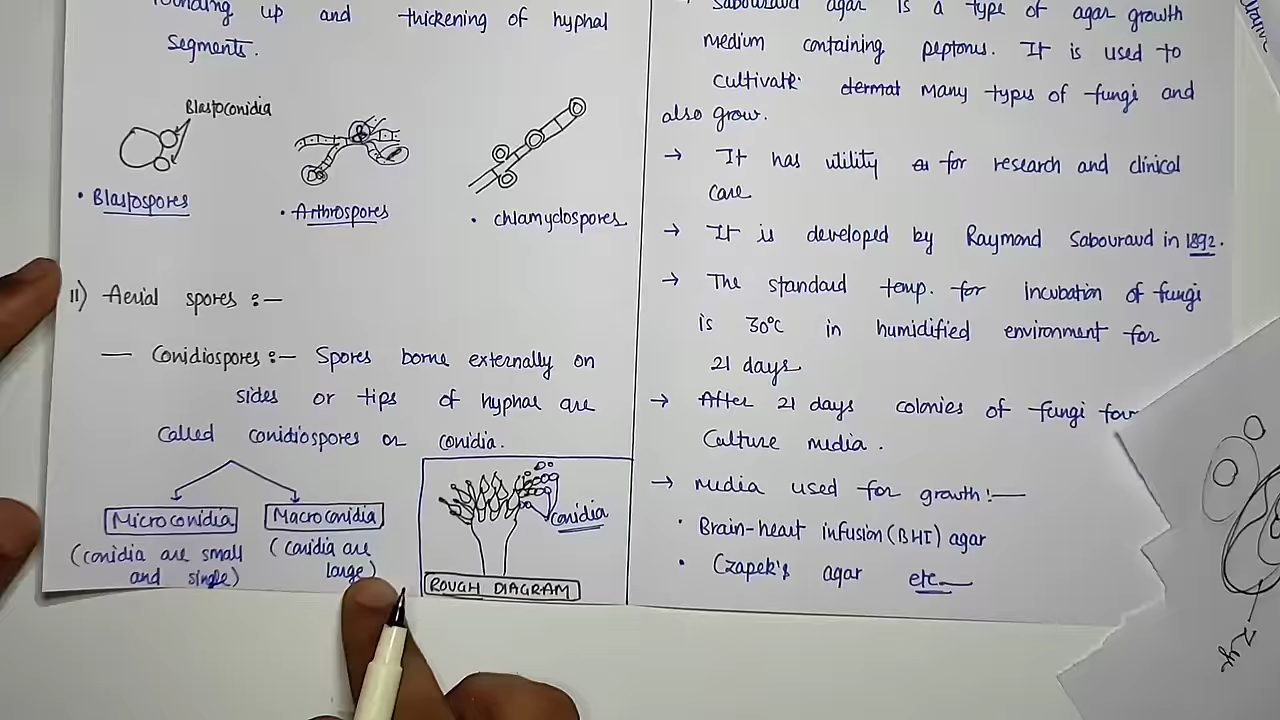 rounding up and thickening of hyphal
segments.
Blastoconidia
• Blastospores
• Arthrospores
• chlamydospores
II) Aerial spores :—
— Conidiospores :— Spores borne externally on
sides or tips of hyphae are
called conidiospores or conidia.
Microconidia
(conidia are small
and single)
Macroconidia
(conidia are
large)
conidia
ROUGH DIAGRAM
Sabouraud agar is a type of agar growth
medium containing peptones. It is used to
cultivate dermat many types of fungi and
also grow.
→ It has utility for research and clinical
care
→ It is developed by Raymond Sabouraud in 1892.
→ The standard temp. for incubation of fungi
is 30°C in humidified environment for
21 days
→ After 21 days colonies of fungi
Culture media.
→ media used for growth :—
• Brain-heart infusion (BHI) agar
• Czapek's agar etc—